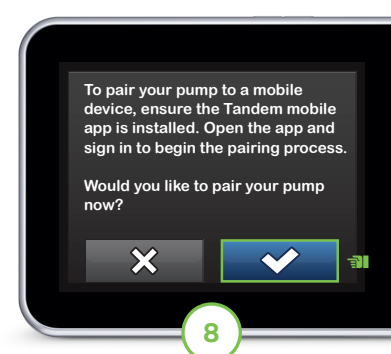 To pair your pump to a mobile
device, ensure the Tandem mobile
app is installed. Open the app and
sign in to begin the pairing process.
Would you like to pair your pump
now?
8